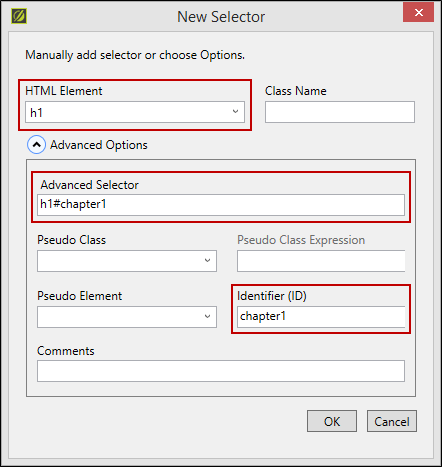 New Selector
Manually add selector or choose Options.
HTML Element
Class Name
h1
Advanced Options
Advanced Selector
h1#chapter1
Pseudo Class
Pseudo Class Expression
Pseudo Element
Identifier (ID)
chapter1
Comments
OK
Cancel